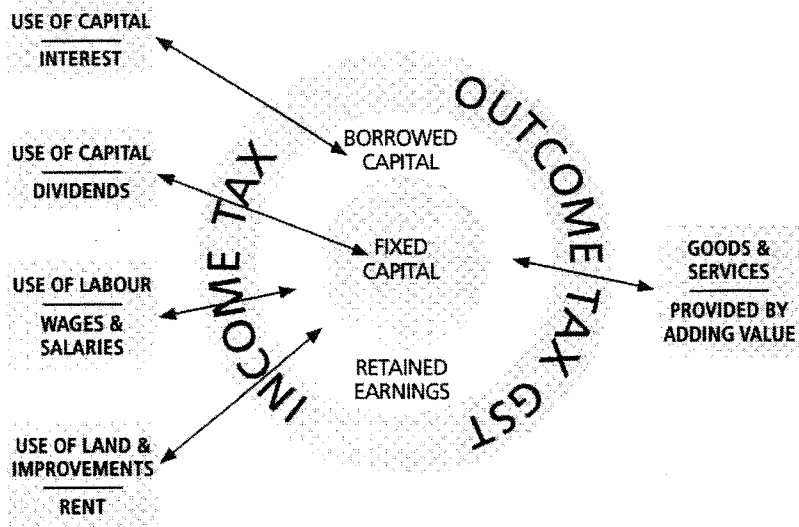 USE OF CAPITAL
INTEREST
USE OF CAPITAL
DIVIDENDS
USE OF LABOUR
WAGES &
SALARIES
USE OF LAND &
IMPROVEMENTS
RENT
INCOME TAX
BORROWED
CAPITAL
FIXED
CAPITAL
RETAINED
EARNINGS
OUTCOME TAX GST
GOODS &
SERVICES
PROVIDED BY
ADDING VALUE